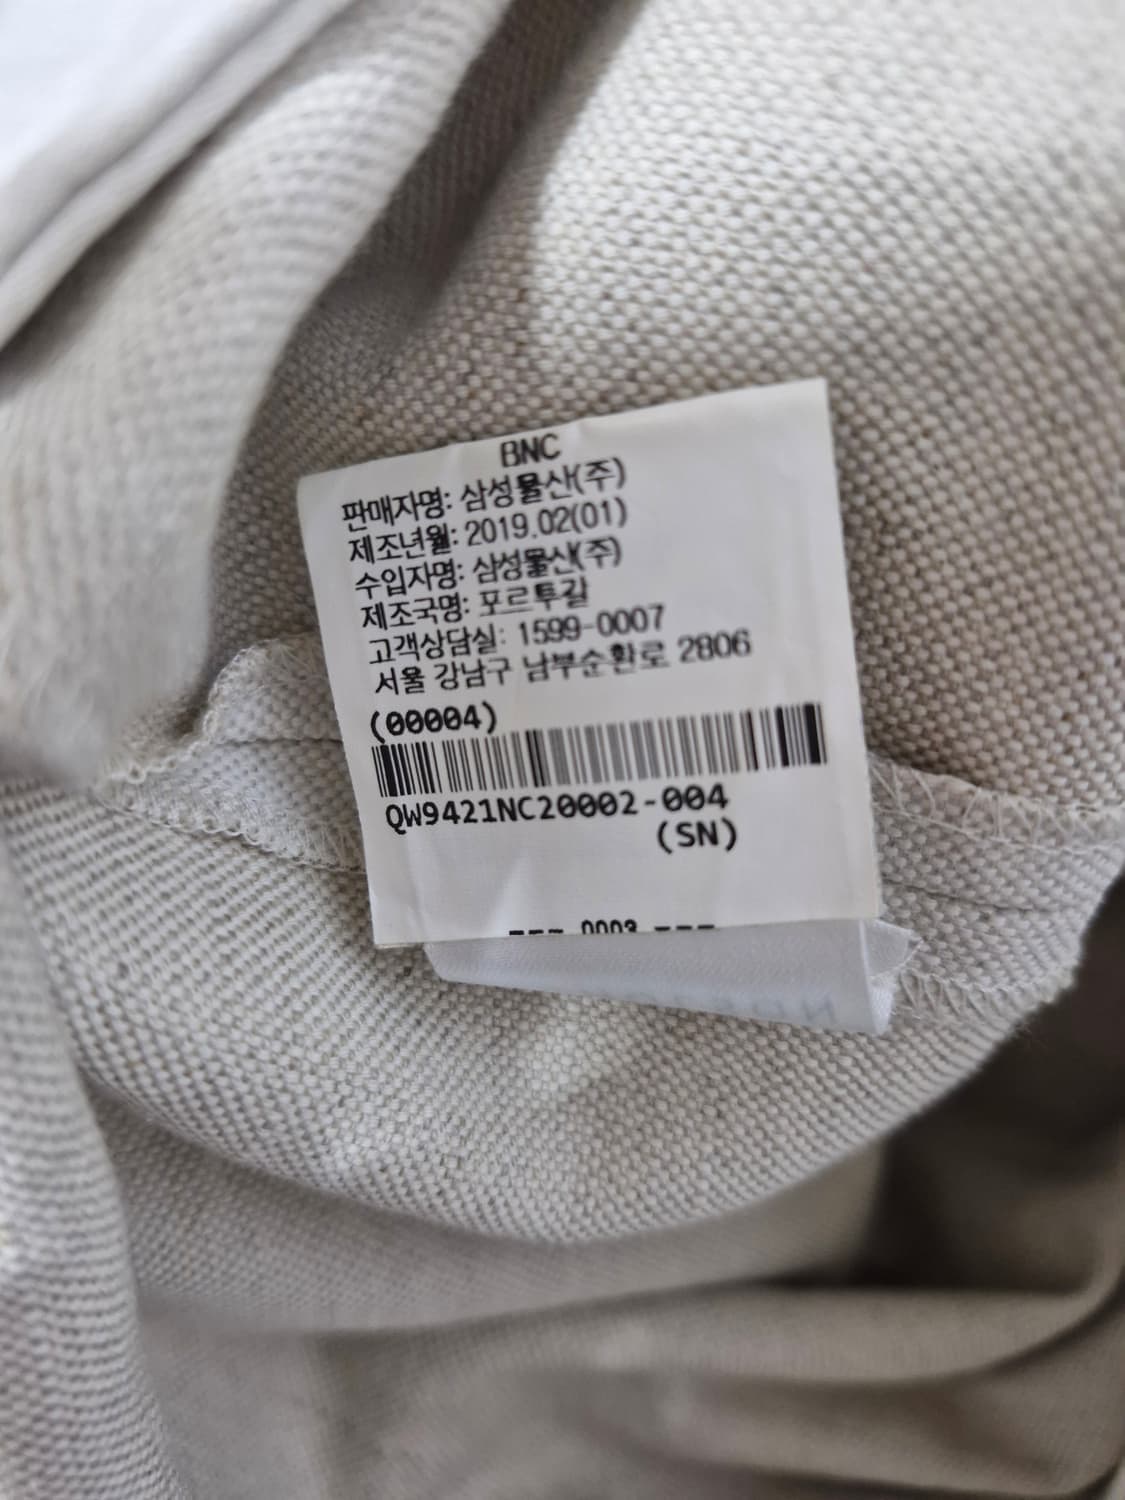 BNC
판매자명: 삼성물산(주)
제조년월: 2019.02(01)
수입자명: 삼성물산(주)
제조국명: 포르투갈
고객상담실: 1599-0007
서울 강남구 남부순환로 2806
(00004)
QW9421NC20002-004
(SN)
0003